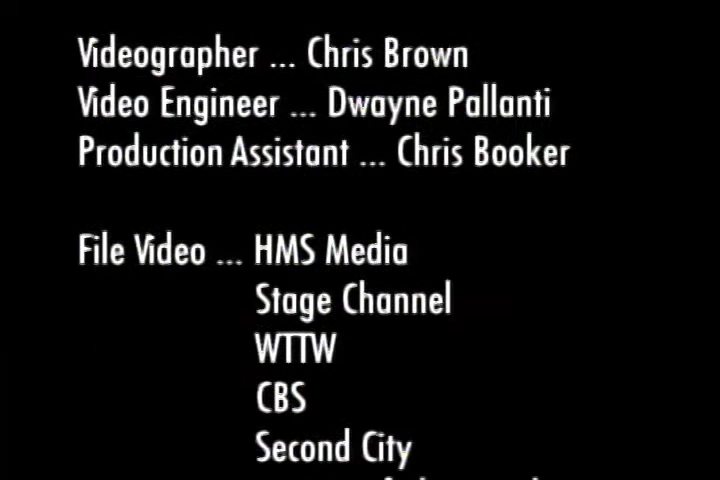 Videographer ... Chris Brown
Video Engineer ... Dwayne Pallanti
Production Assistant ... Chris Booker
File Video ... HMS Media
Stage Channel
WTTW
CBS
Second City